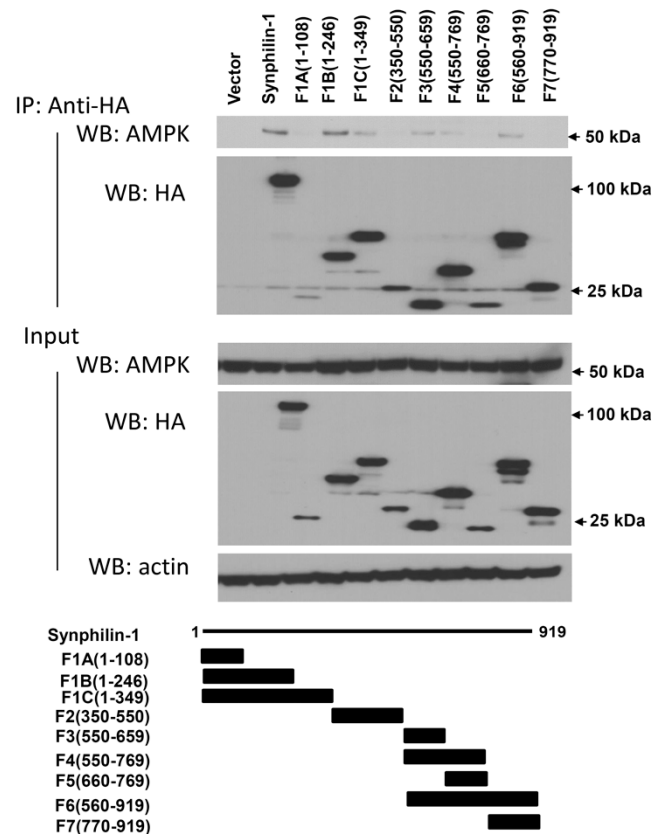 Vector
Synphilin-1
F1A(1-108)
F1B(1-246)
F1C(1-349)
F2(350-550)
F3(550-659)
F4(550-769)
F5(660-769)
F6(560-919)
F7(770-919)
IP: Anti-HA
WB: AMPK
50 kDa
WB: HA
100 kDa
25 kDa
Input
WB: AMPK
50 kDa
WB: HA
100 kDa
25 kDa
WB: actin
Synphilin-1 1 919
F1A(1-108)
F1B(1-246)
F1C(1-349)
F2(350-550)
F3(550-659)
F4(550-769)
F5(660-769)
F6(560-919)
F7(770-919)